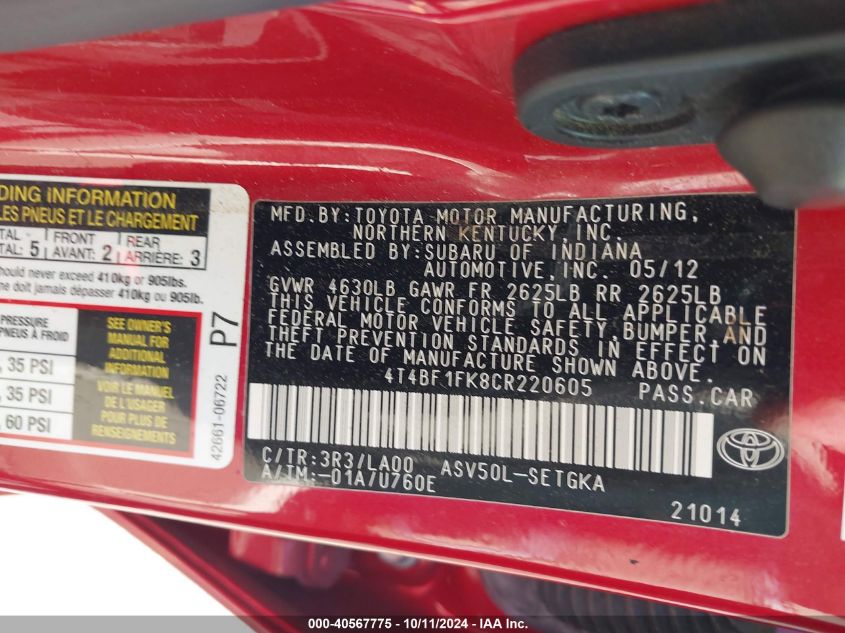 DING INFORMATION
LES PNEUS ET LE CHARGEMENT
TAL: 5 FRONT AVANT: 2 REAR ARRIÈRE: 3
hould never exceed 410kg or 905lbs.
ne doit jamais dépasser 410kg ou 905lb.
PRESSURE
PNEUS À FROID
, 35 PSI
, 35 PSI
, 60 PSI
SEE OWNER'S
MANUAL FOR
ADDITIONAL
INFORMATION
VOIR LE MANUEL
DE L'USAGER
POUR PLUS DE
RENSEIGNEMENTS
P7
42661-06722
MFD.BY:TOYOTA MOTOR MANUFACTURING,
NORTHERN KENTUCKY,INC.
ASSEMBLED BY:SUBARU OF INDIANA
AUTOMOTIVE,INC. 05/12
GVWR 4630LB GAWR FR 2625LB RR 2625LB
THIS VEHICLE CONFORMS TO ALL APPLICABLE
FEDERAL MOTOR VEHICLE SAFETY,BUMPER,AND
THEFT PREVENTION STANDARDS IN EFFECT ON
THE DATE OF MANUFACTURE SHOWN ABOVE.
4T4BF1FK8CR220605 PASS.CAR
C/TR:3R3/LA00 ASV50L-SETGKA
A/TM:-01A/U760E
21014
000-40567775 - 10/11/2024 - IAA Inc.